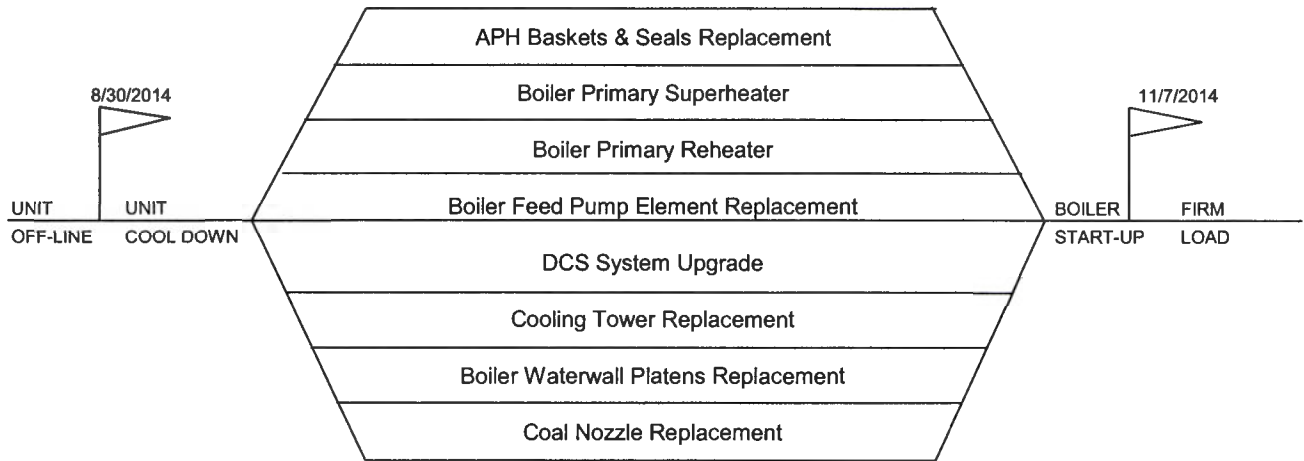 APH Baskets & Seals Replacement
8/30/2014
Boiler Primary Superheater
11/7/2014
Boiler Primary Reheater
UNIT UNIT
Boiler Feed Pump Element Replacement
BOILER FIRM
OFF-LINE COOL DOWN
START-UP LOAD
DCS System Upgrade
Cooling Tower Replacement
Boiler Waterwall Platens Replacement
Coal Nozzle Replacement